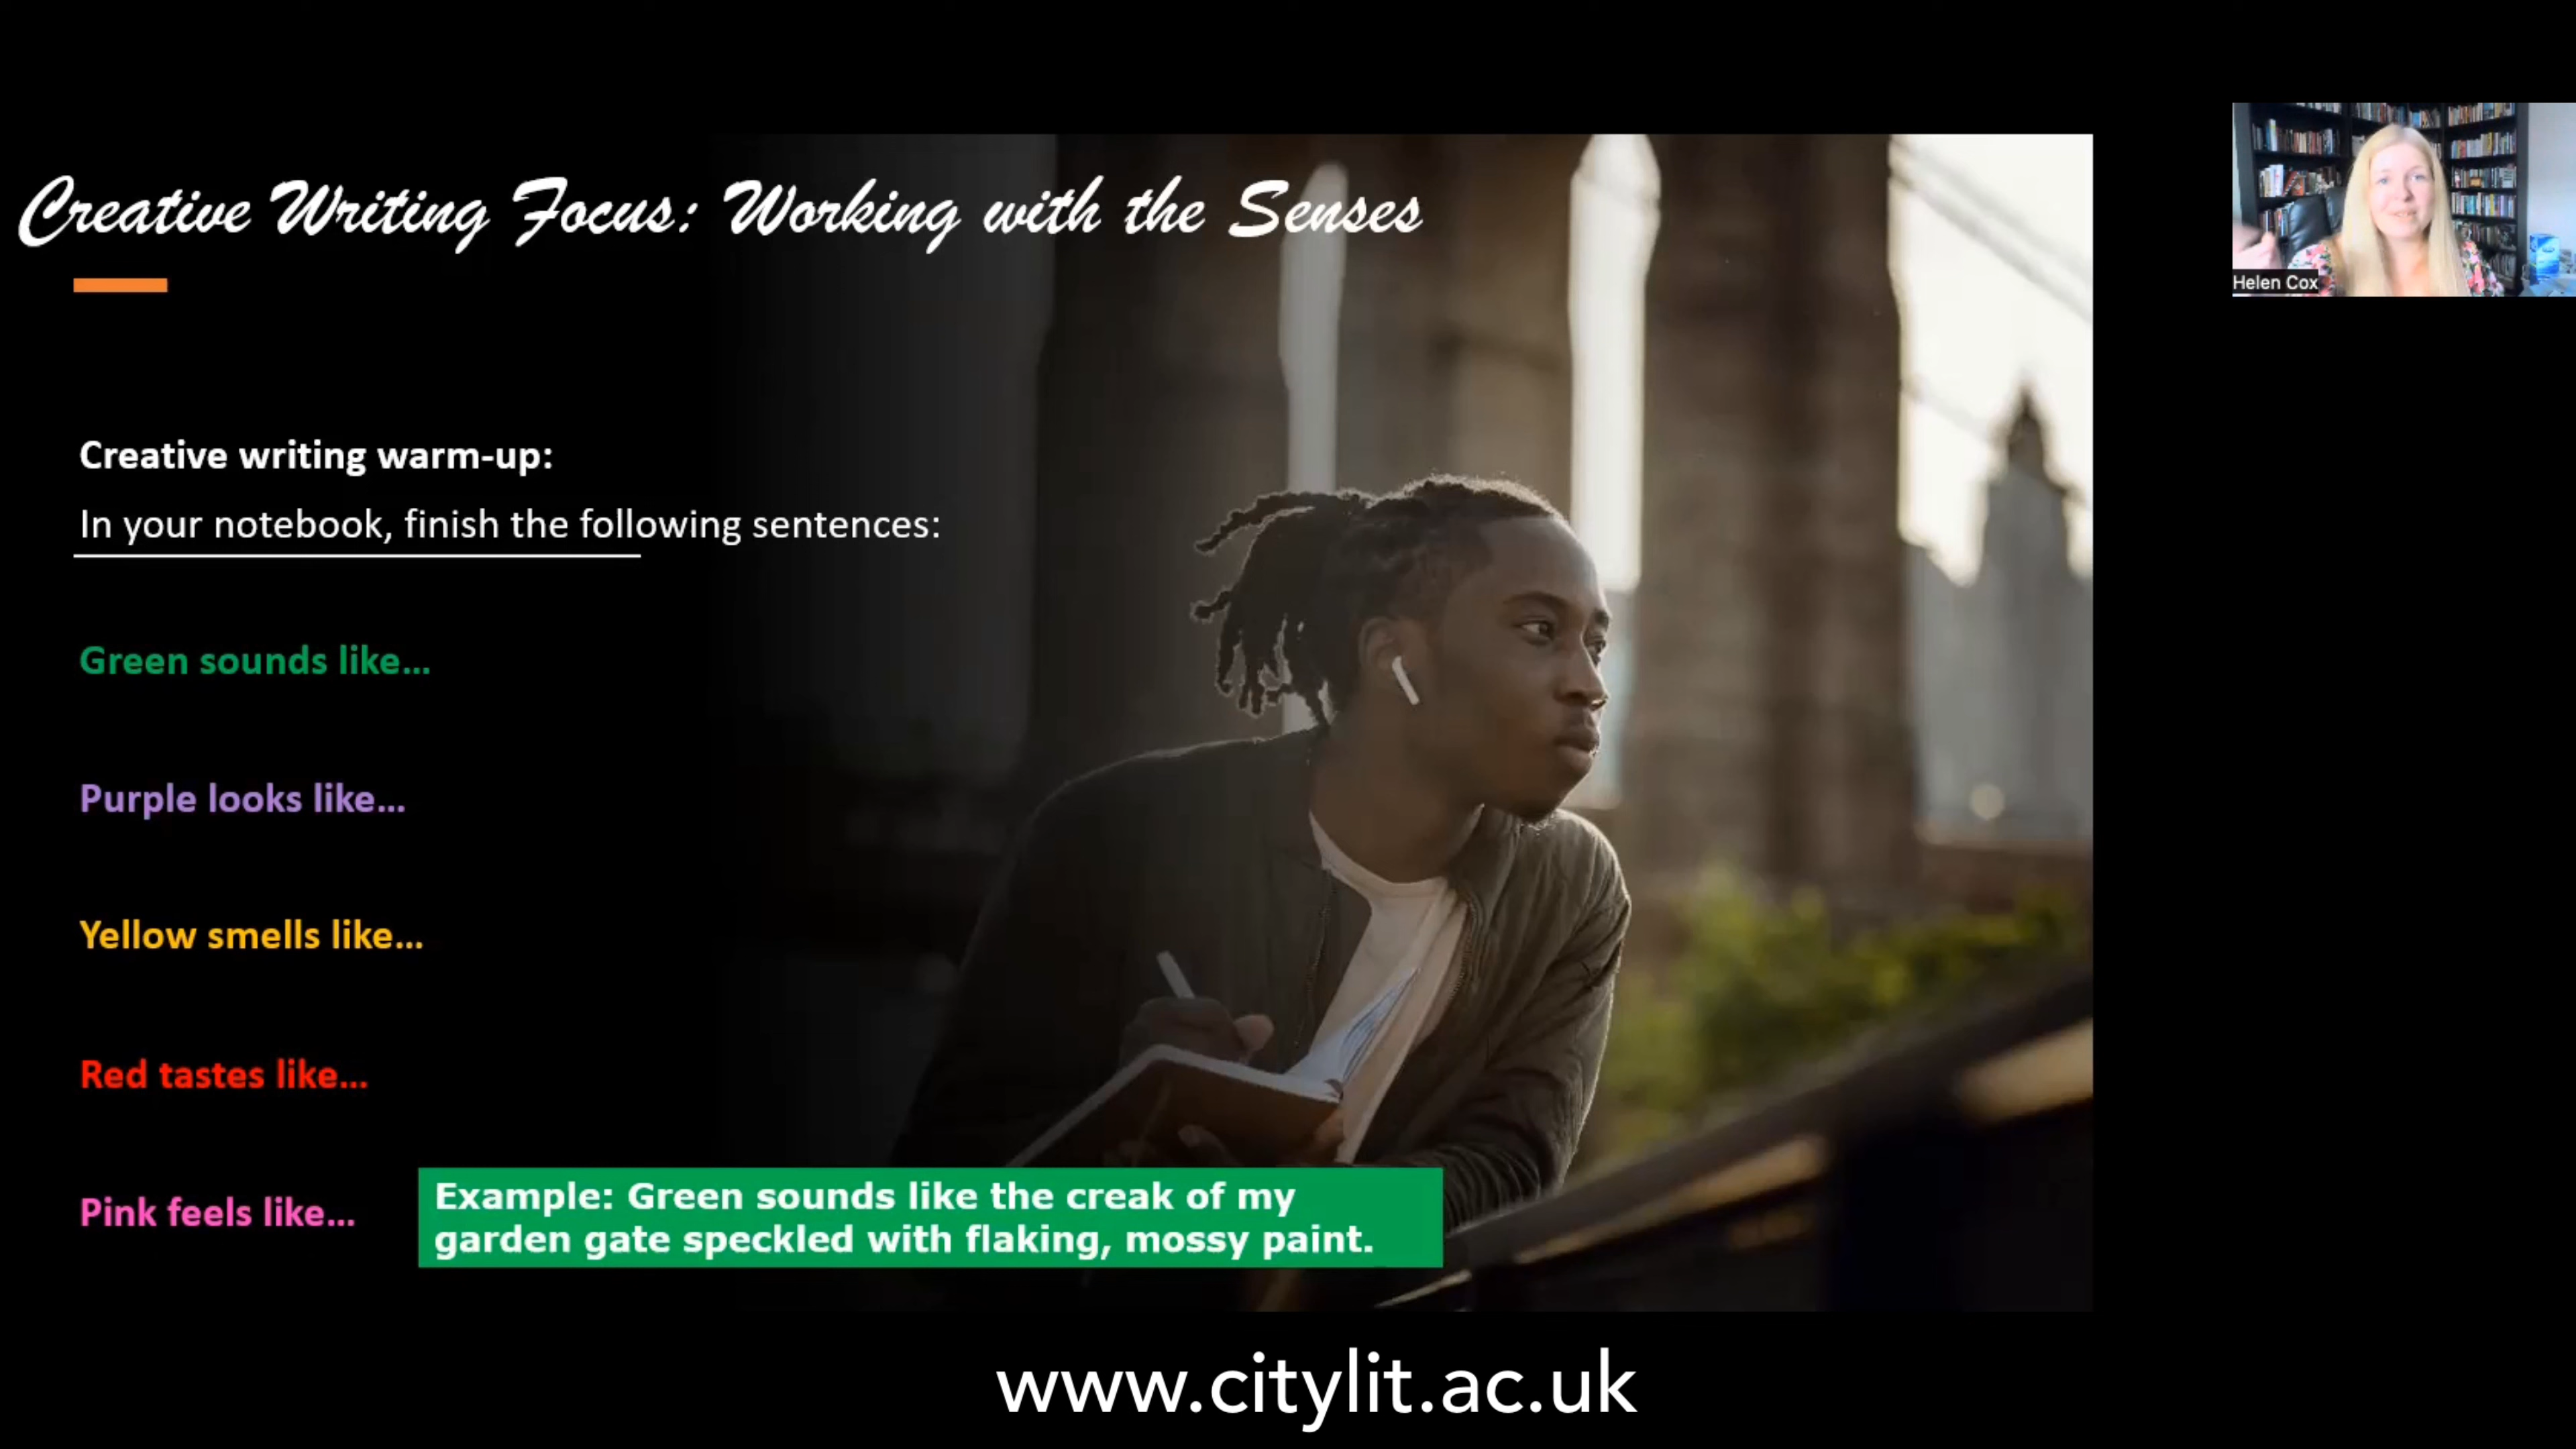 Creative Writing Focus: Working with the Senses
Helen Cox
Creative writing warm-up:
In your notebook, finish the following sentences:
Green sounds like...
Purple looks like...
Yellow smells like...
Red tastes like...
Pink feels like...
Example: Green sounds like the creak of my
garden gate speckled with flaking, mossy paint.
www.citylit.ac.uk